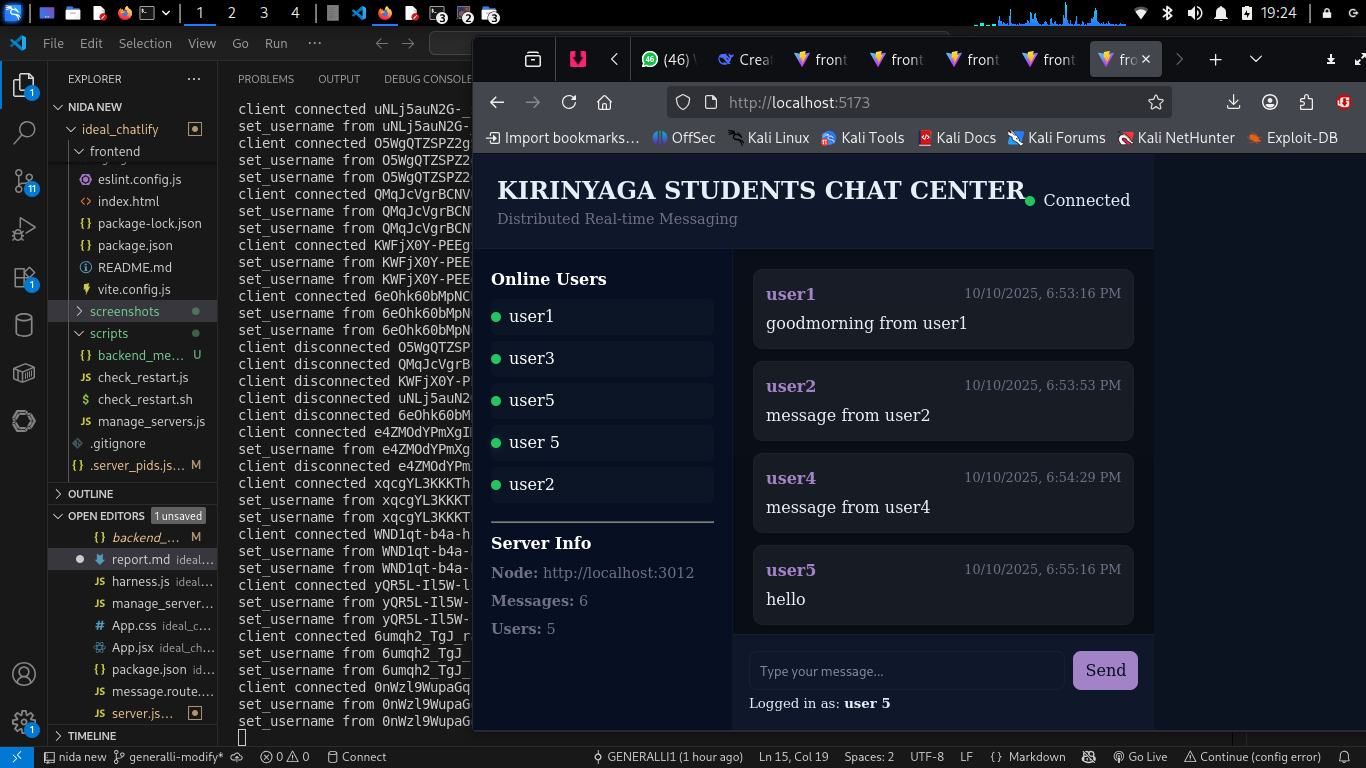 1 2 3 4 3 2 3 19:24
File Edit Selection View Go Run ···
EXPLORER ···
NIDA NEW
ideal_chatlify
frontend
eslint.config.js
index.html
package-lock.json
package.json
README.md
vite.config.js
screenshots
scripts
backend_me... U
check_restart.js
check_restart.sh
manage_servers.js
.gitignore
.server_pids.js... M
OUTLINE
OPEN EDITORS 1 unsaved
backend_... M
report.md ideal...
harness.js ideal...
manage_server...
App.css ideal_c...
App.jsx ideal_ch...
package.json id...
message.route....
server.js...
TIMELINE
1
11
1
1
PROBLEMS OUTPUT DEBUG CONSOLE
client connected uNLj5auN2G-_
set_username from uNLj5auN2G-
client connected O5WgQTZSPZ2g
set_username from O5WgQTZSPZ2
set_username from O5WgQTZSPZ2
client connected QMqJcVgrBCNV
set_username from QMqJcVgrBCN
set_username from QMqJcVgrBCN
client connected KWFjX0Y-PEEg
set_username from KWFjX0Y-PEE
set_username from KWFjX0Y-PEE
client connected 6eOhk60bMpNC
set_username from 6eOhk60bMpN
set_username from 6eOhk60bMpN
client disconnected O5WgQTZSP
client disconnected QMqJcVgrB
client disconnected KWFjX0Y-P
client disconnected uNLj5auN2
client disconnected 6eOhk60bM
client connected e4ZMOdYPmXgI
set_username from e4ZMOdYPmXg
client disconnected e4ZMOdYPm
client connected xqcgYL3KKKTh
set_username from xqcgYL3KKKT
set_username from xqcgYL3KKKT
client connected WND1qt-b4a-h
set_username from WND1qt-b4a-
set_username from WND1qt-b4a-
client connected yQR5L-Il5W-l
set_username from yQR5L-Il5W-
set_username from yQR5L-Il5W-
client connected 6umqh2_TgJ_r
set_username from 6umqh2_TgJ_
set_username from 6umqh2_TgJ_
client connected 0nWzl9WupaGq
set_username from 0nWzl9WupaG
set_username from 0nWzl9WupaG
(46) Creat front front front front fro
http://localhost:5173
Import bookmarks... OffSec Kali Linux Kali Tools Kali Docs Kali Forums Kali NetHunter Exploit-DB
KIRINYAGA STUDENTS CHAT CENTER
Distributed Real-time Messaging
Connected
Online Users
user1
user3
user5
user 5
user2
Server Info
Node: http://localhost:3012
Messages: 6
Users: 5
user1 10/10/2025, 6:53:16 PM
goodmorning from user1
user2 10/10/2025, 6:53:53 PM
message from user2
user4 10/10/2025, 6:54:29 PM
message from user4
user5 10/10/2025, 6:55:16 PM
hello
Type your message... Send
Logged in as: user 5
nida new generalli-modify* 0 0 Connect GENERALLI1 (1 hour ago) Ln 15, Col 19 Spaces: 2 UTF-8 LF { } Markdown Go Live Continue (config error)